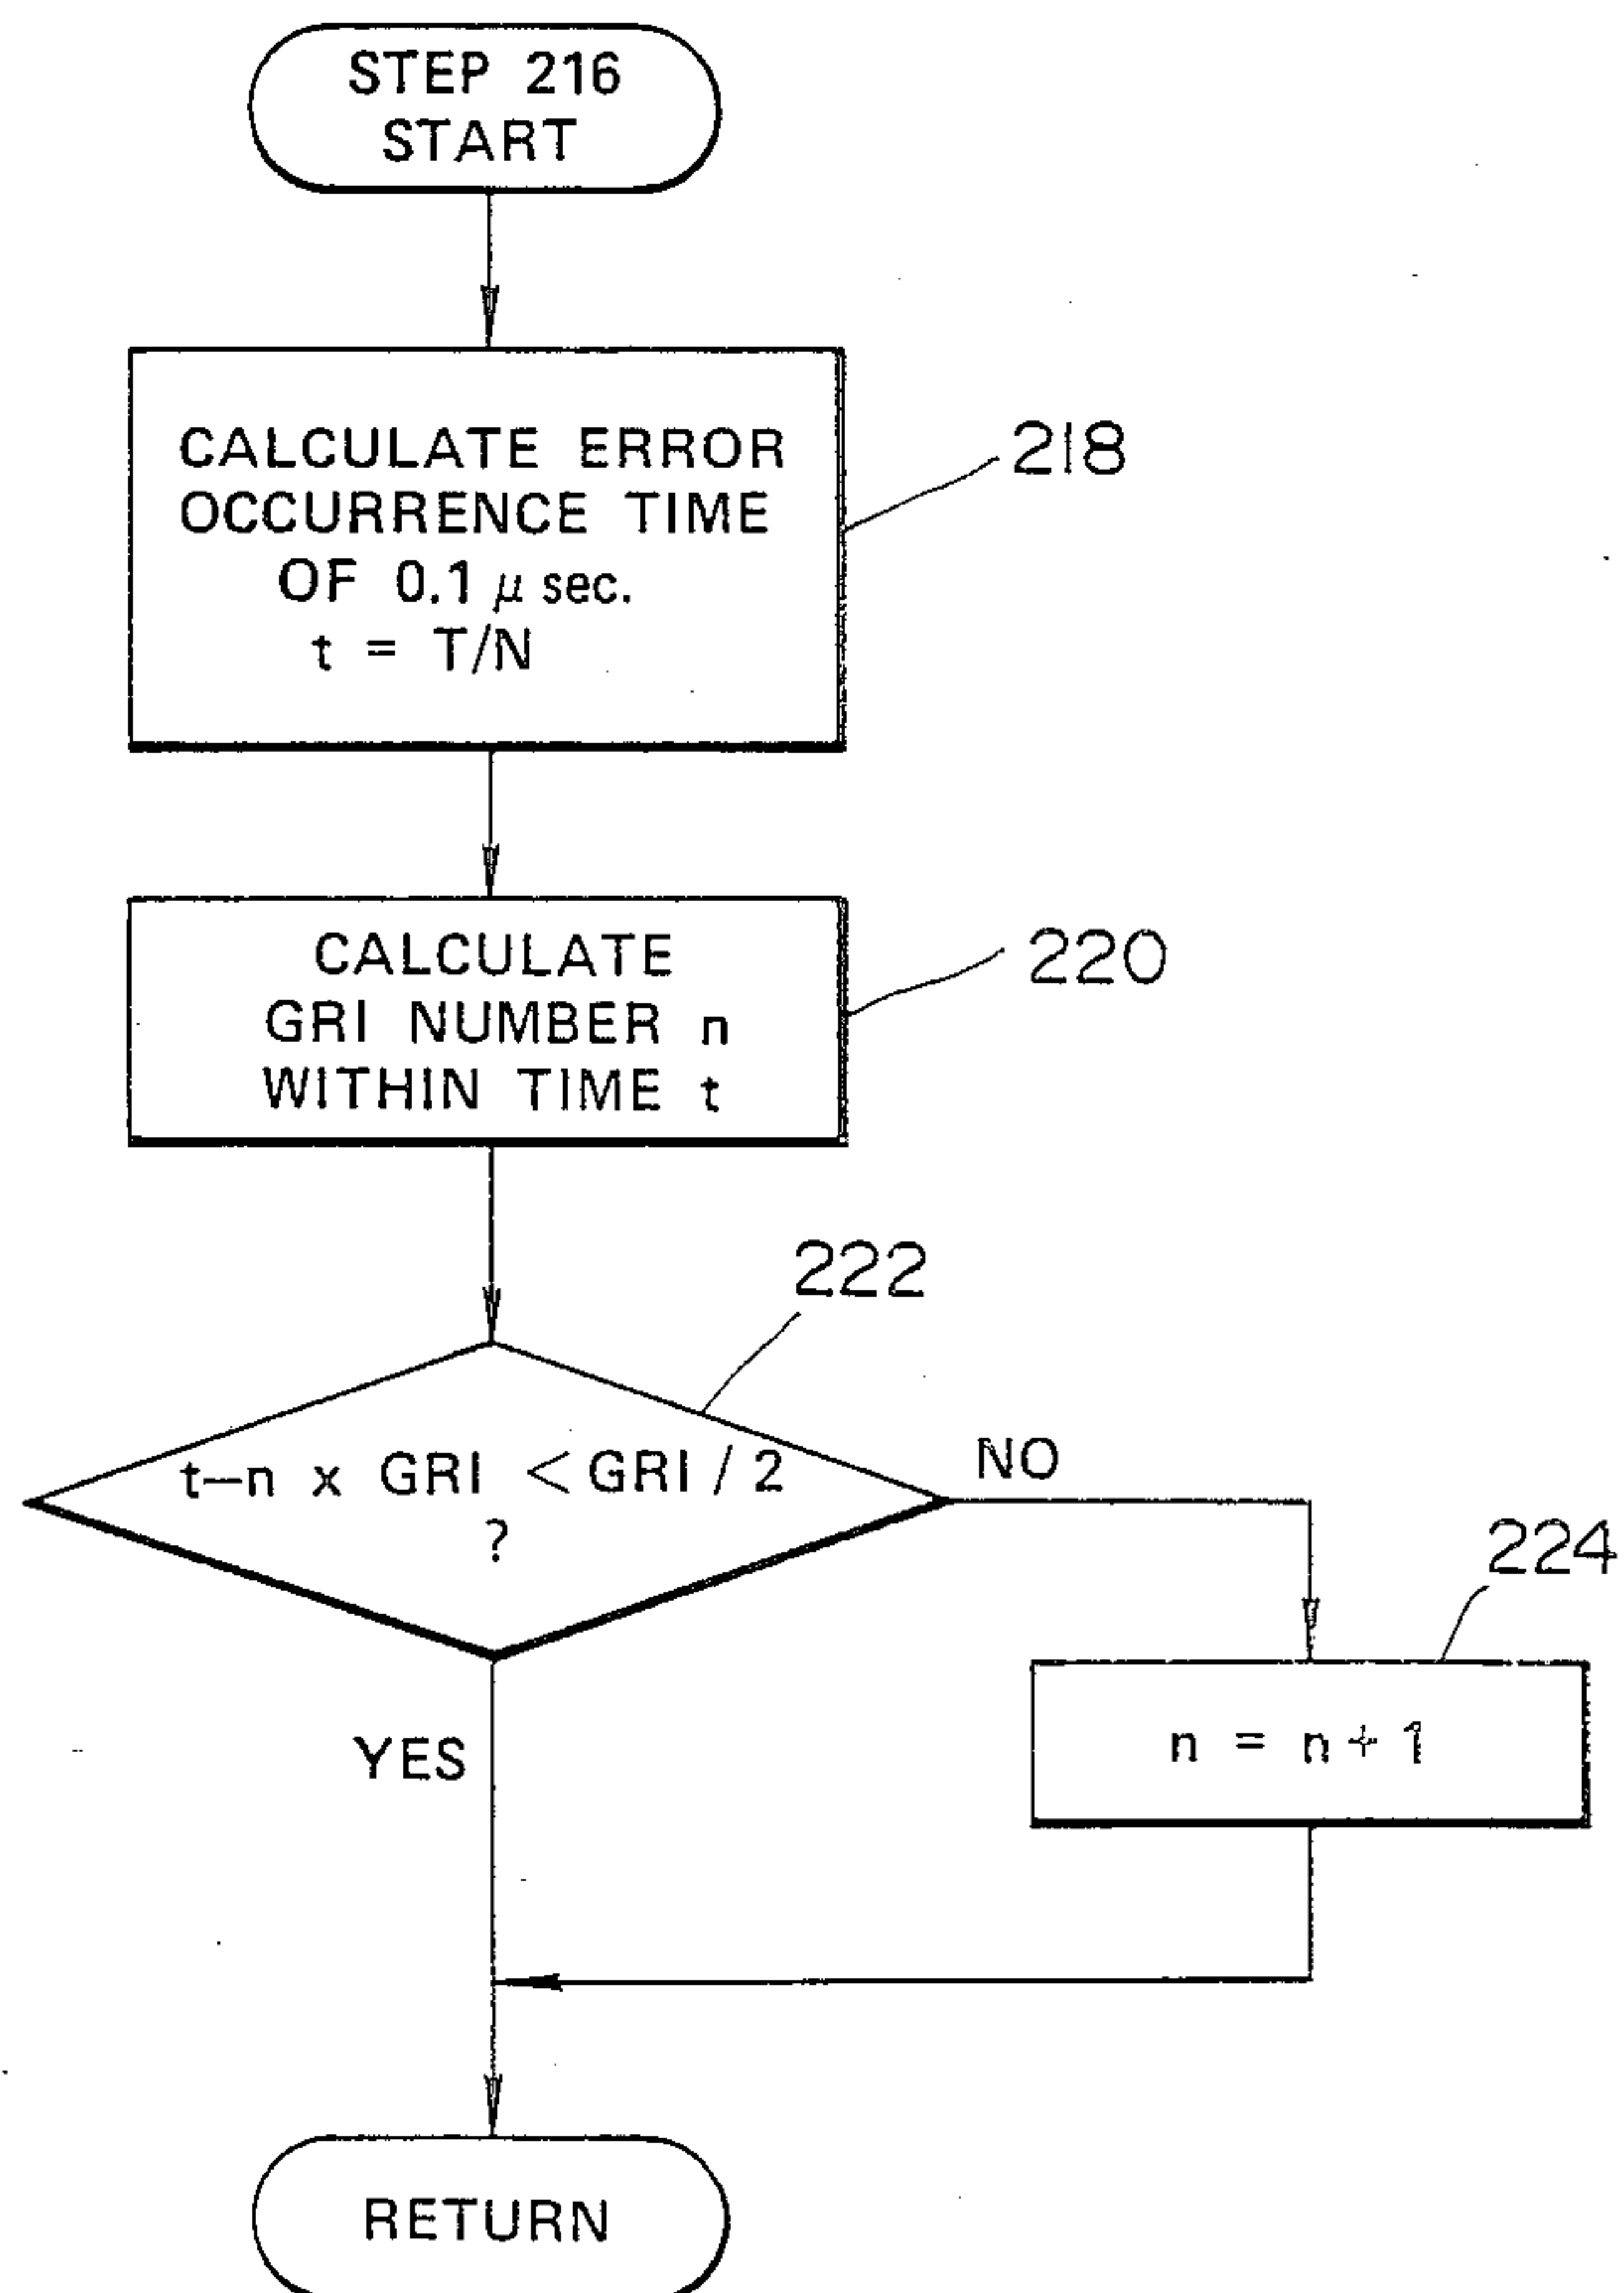 STEP 216
START
CALCULATE ERROR
OCCURRENCE TIME
OF 0.1 μ sec.
t = T/N
218
CALCULATE
GRI NUMBER n
WITHIN TIME t
220
222
t-n x GRI < GRI / 2
?
NO
224
YES
n = n + 1
RETURN